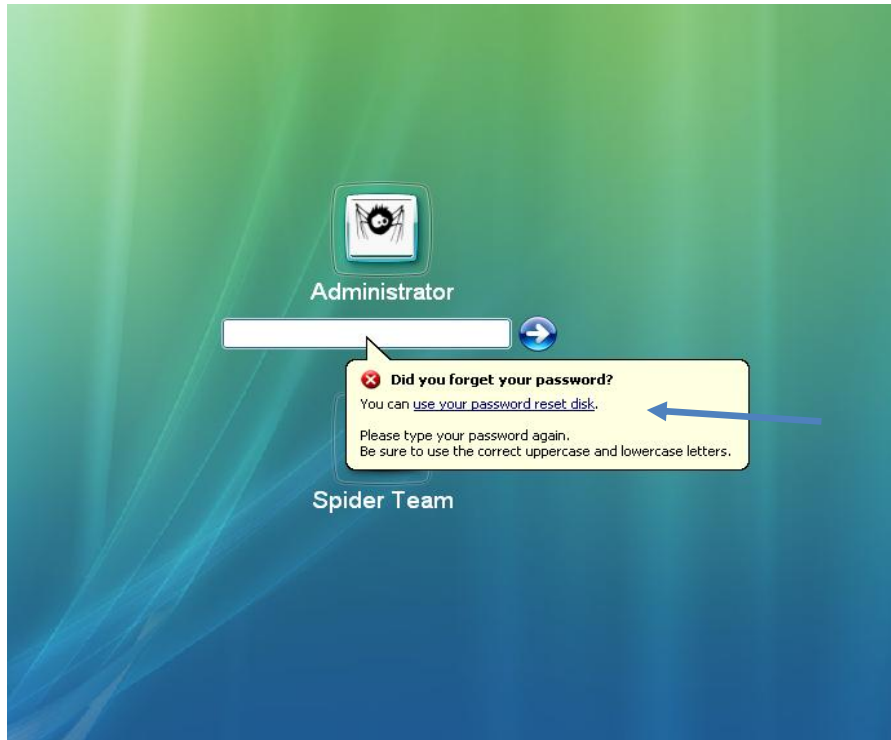 Administrator
Did you forget your password?
You can use your password reset disk.
Please type your password again.
Be sure to use the correct uppercase and lowercase letters.
Spider Team